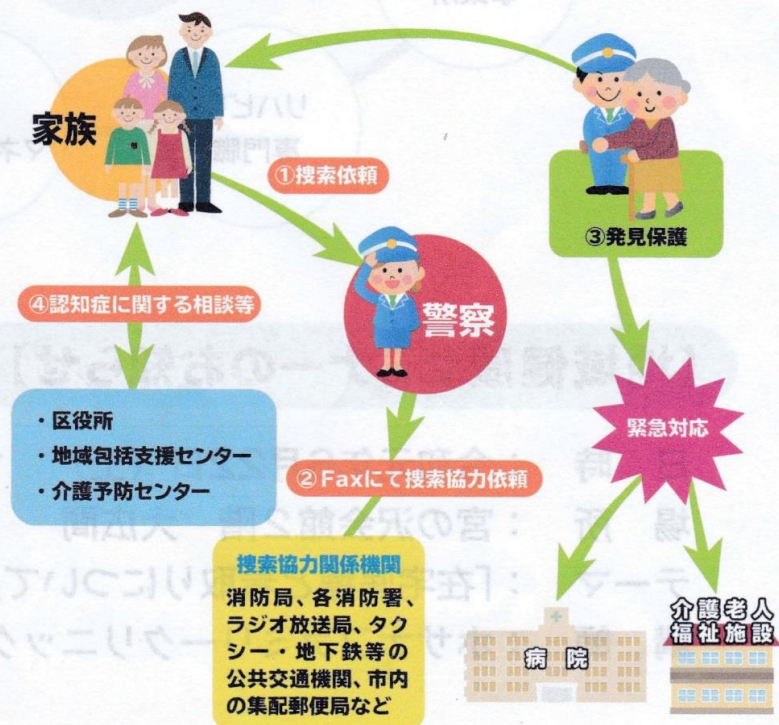 家族
①捜索依頼
③発見保護
警察
④認知症に関する相談等
・区役所
・地域包括支援センター
・介護予防センター
緊急対応
②Faxにて捜索協力依頼
捜索協力関係機関
消防局、各消防署、
ラジオ放送局、タク
シー・地下鉄等の
公共交通機関、市内
の集配郵便局など
病院
介護老人
福祉施設